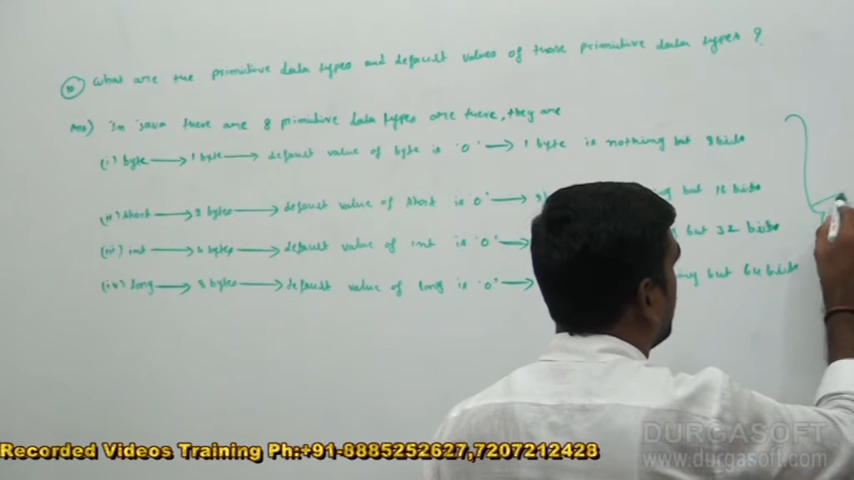 * What are the primitive data types and default values of those primitive data types ?
Ans) In Java there are 8 primitive data types are there, they are
(i) byte → 1 byte → default value of byte is '0' → 1 byte is nothing but 8 bits
(ii) short → 2 bytes → default value of short is '0' → but 16 bits
(iii) int → 4 bytes → default value of int is '0' → but 32 bits
(iv) long → 8 bytes → default value of long is '0' → but 64 bits
DURGASOFT
www.durgasoft.com
Recorded Videos Training Ph:+91-8885252627,7207212428